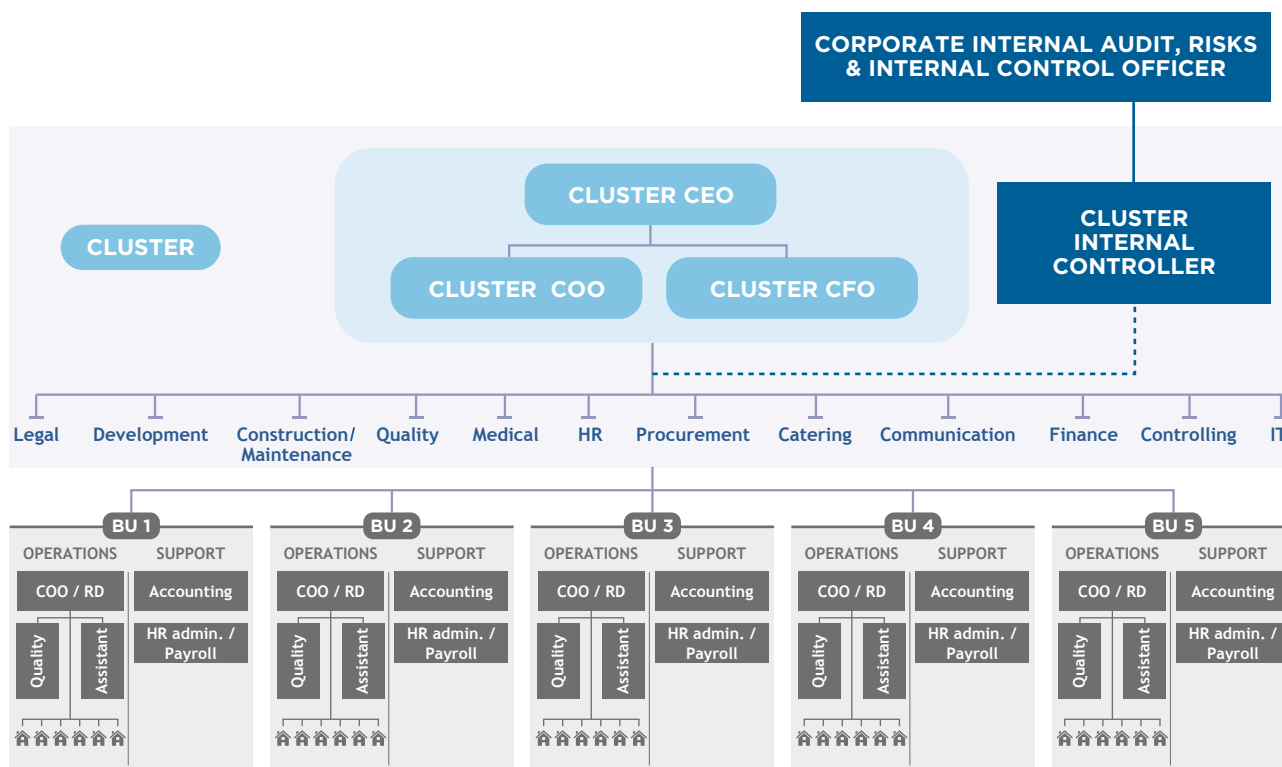 CORPORATE INTERNAL AUDIT, RISKS
& INTERNAL CONTROL OFFICER
CLUSTER CEO
CLUSTER
INTERNAL
CONTROLLER
CLUSTER
CLUSTER COO
CLUSTER CFO
Legal
Development
Construction/
Maintenance
Quality
Medical
HR
Procurement
Catering
Communication
Finance
Controlling
IT
BU 1
OPERATIONS
SUPPORT
COO / RD
Accounting
Quality
Assistant
HR admin. /
Payroll
BU 2
OPERATIONS
SUPPORT
COO / RD
Accounting
Quality
Assistant
HR admin. /
Payroll
BU 3
OPERATIONS
SUPPORT
COO / RD
Accounting
Quality
Assistant
HR admin. /
Payroll
BU 4
OPERATIONS
SUPPORT
COO / RD
Accounting
Quality
Assistant
HR admin. /
Payroll
BU 5
OPERATIONS
SUPPORT
COO / RD
Accounting
Quality
Assistant
HR admin. /
Payroll